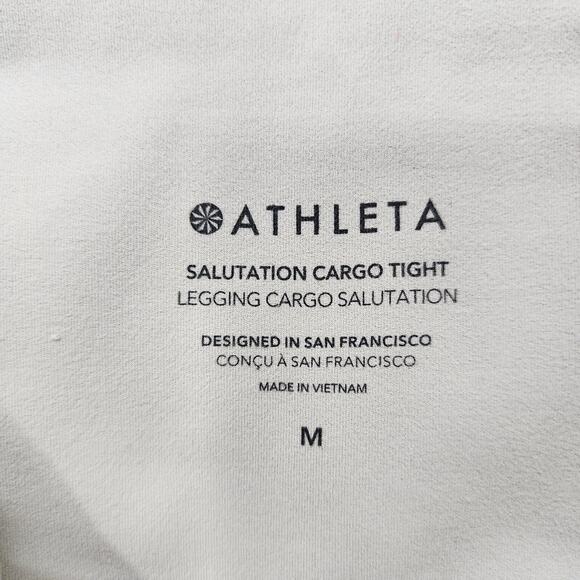 ATHLETA
SALUTATION CARGO TIGHT
LEGGING CARGO SALUTATION
DESIGNED IN SAN FRANCISCO
CONÇU À SAN FRANCISCO
MADE IN VIETNAM
M